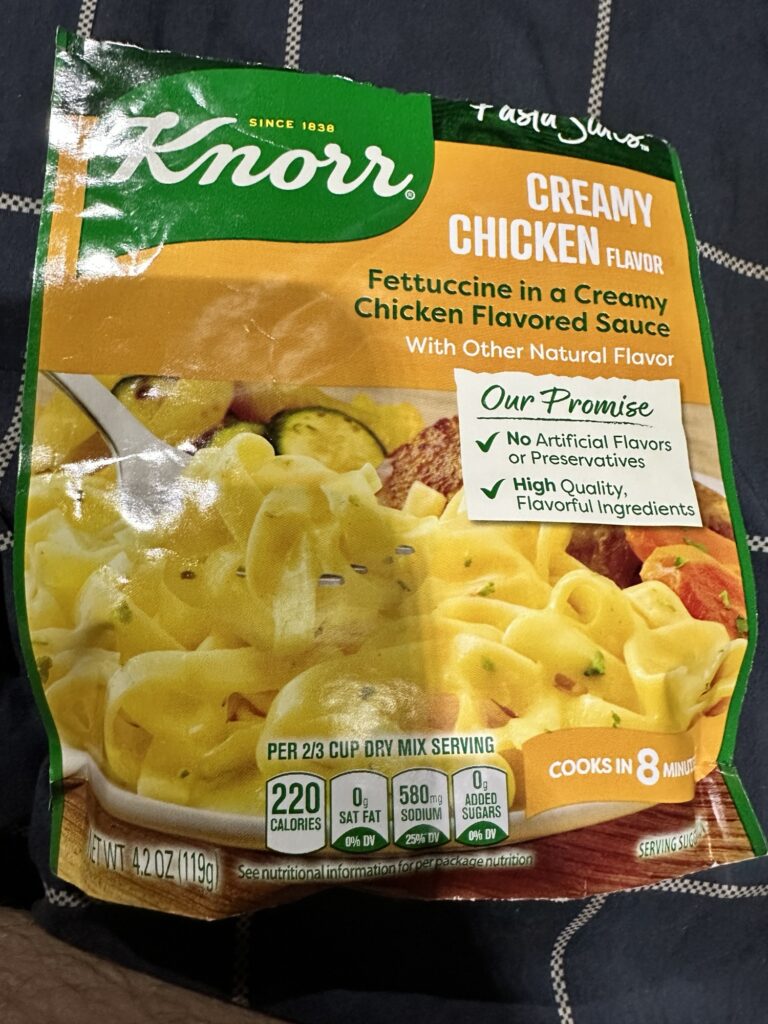 SINCE 1838
Knorr®
Pasta Sides™
CREAMY
CHICKEN FLAVOR
Fettuccine in a Creamy
Chicken Flavored Sauce
With Other Natural Flavor
Our Promise
✓ No Artificial Flavors
or Preservatives
✓ High Quality,
Flavorful Ingredients
COOKS IN 8 MINUTES
PER 2/3 CUP DRY MIX SERVING
220 CALORIES
0g SAT FAT 0% DV
580mg SODIUM 25% DV
0g ADDED SUGARS 0% DV
NET WT 4.2 OZ (119g)
See nutritional information for per package nutrition
SERVING